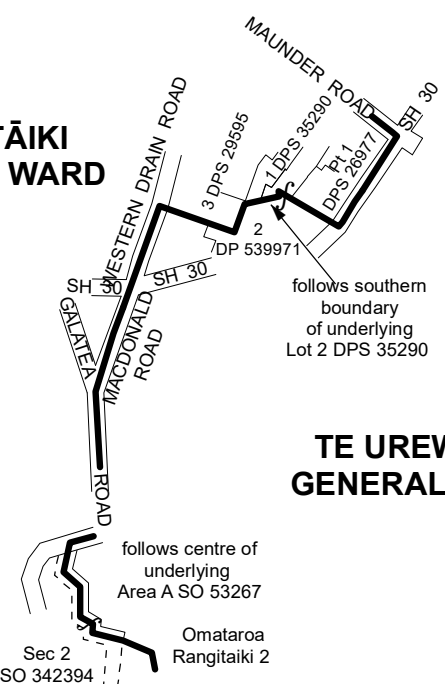 MAUNDER ROAD
SH 30
TĀIKI
WARD
WESTERN DRAIN ROAD
3 DPS 29595
1 DPS 35290
Pt 1
DPS 26977
2
DP 539971
SH 30
SH 30
GALATEA
MACDONALD
ROAD
follows southern
boundary
of underlying
Lot 2 DPS 35290
TE UREW
GENERAL
ROAD
follows centre of
underlying
Area A SO 53267
Omataroa
Rangitaiki 2
Sec 2
SO 342394